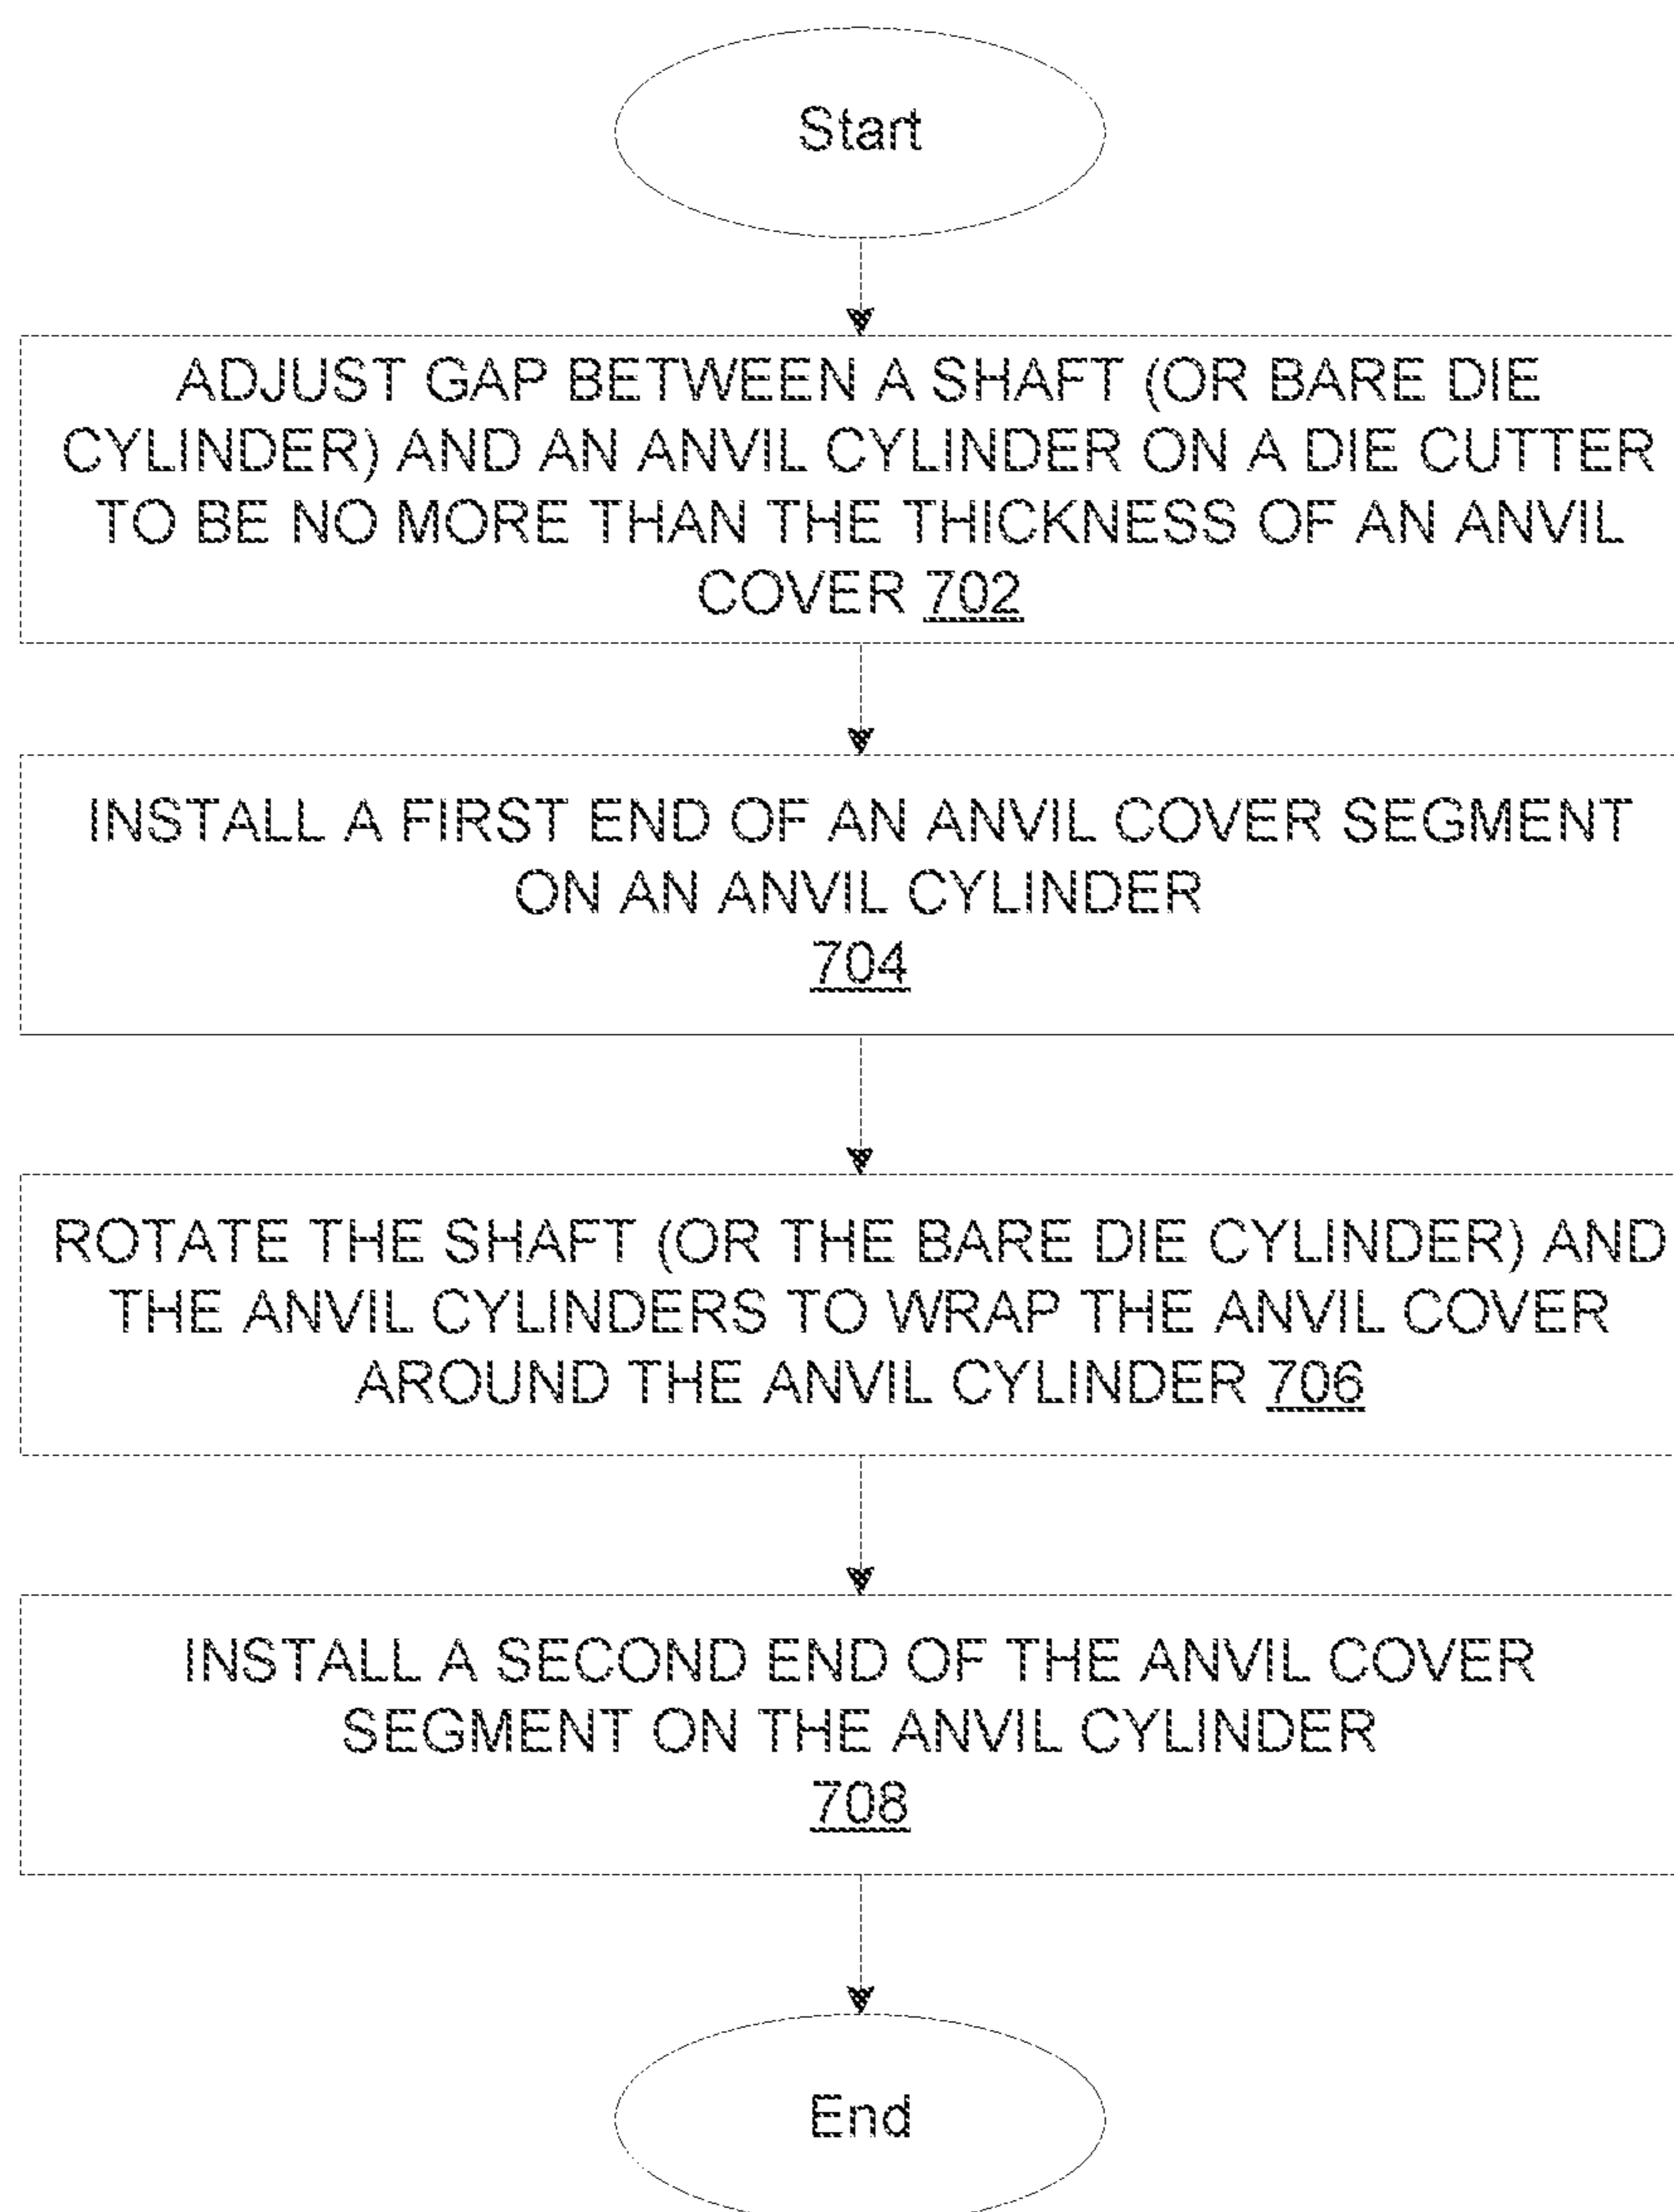 Start
ADJUST GAP BETWEEN A SHAFT (OR BARE DIE
CYLINDER) AND AN ANVIL CYLINDER ON A DIE CUTTER
TO BE NO MORE THAN THE THICKNESS OF AN ANVIL
COVER 702
INSTALL A FIRST END OF AN ANVIL COVER SEGMENT
ON AN ANVIL CYLINDER
704
ROTATE THE SHAFT (OR THE BARE DIE CYLINDER) AND
THE ANVIL CYLINDERS TO WRAP THE ANVIL COVER
AROUND THE ANVIL CYLINDER 706
INSTALL A SECOND END OF THE ANVIL COVER
SEGMENT ON THE ANVIL CYLINDER
708
End